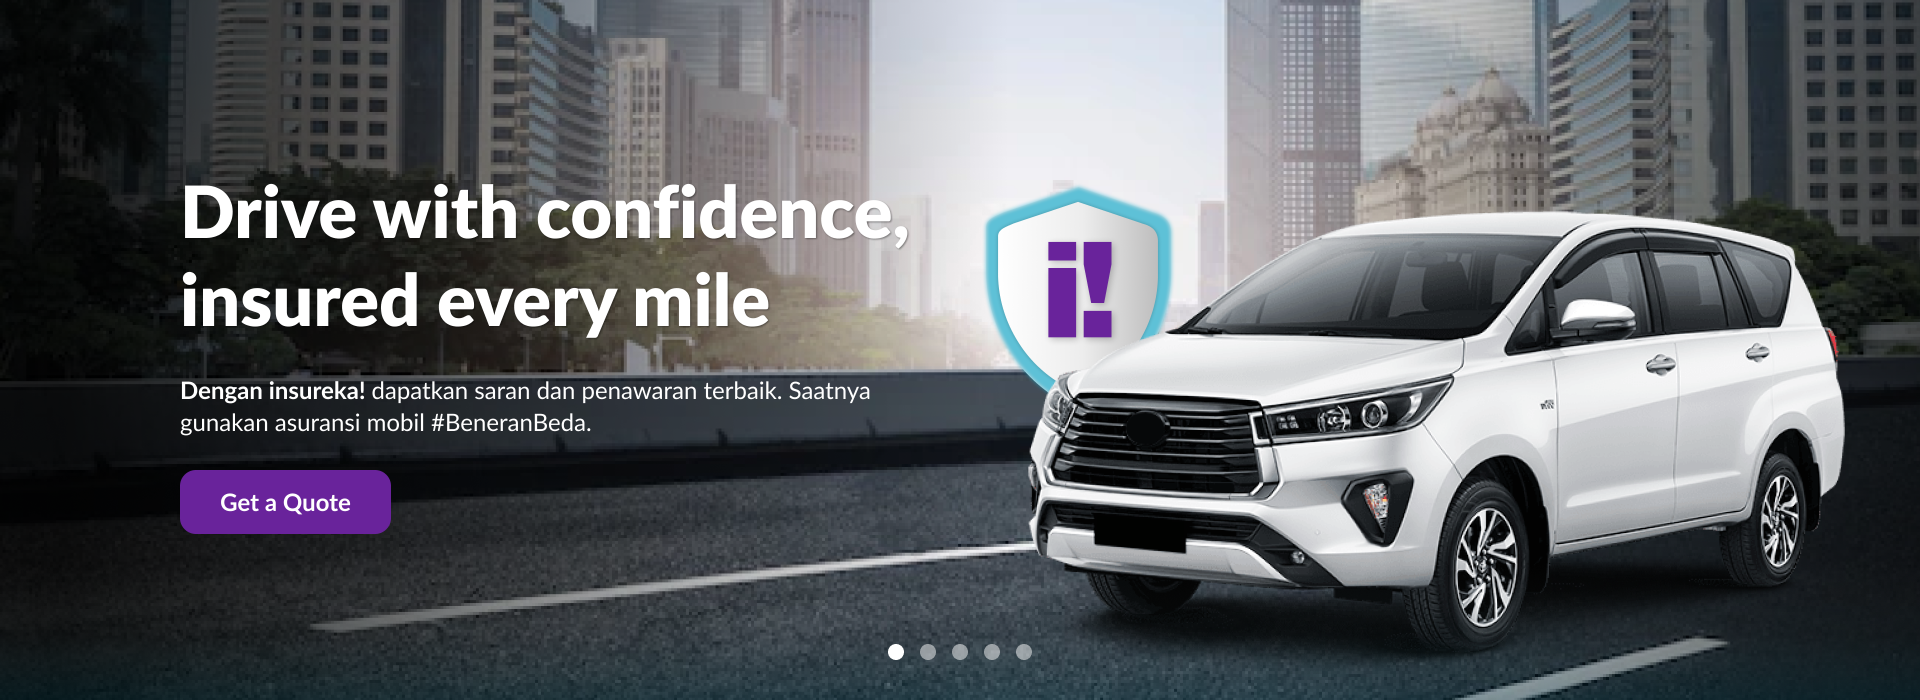 Drive with confidence,
insured every mile
i!
Dengan insureka! dapatkan saran dan penawaran terbaik. Saatnya
gunakan asuransi mobil #BeneranBeda.
Get a Quote